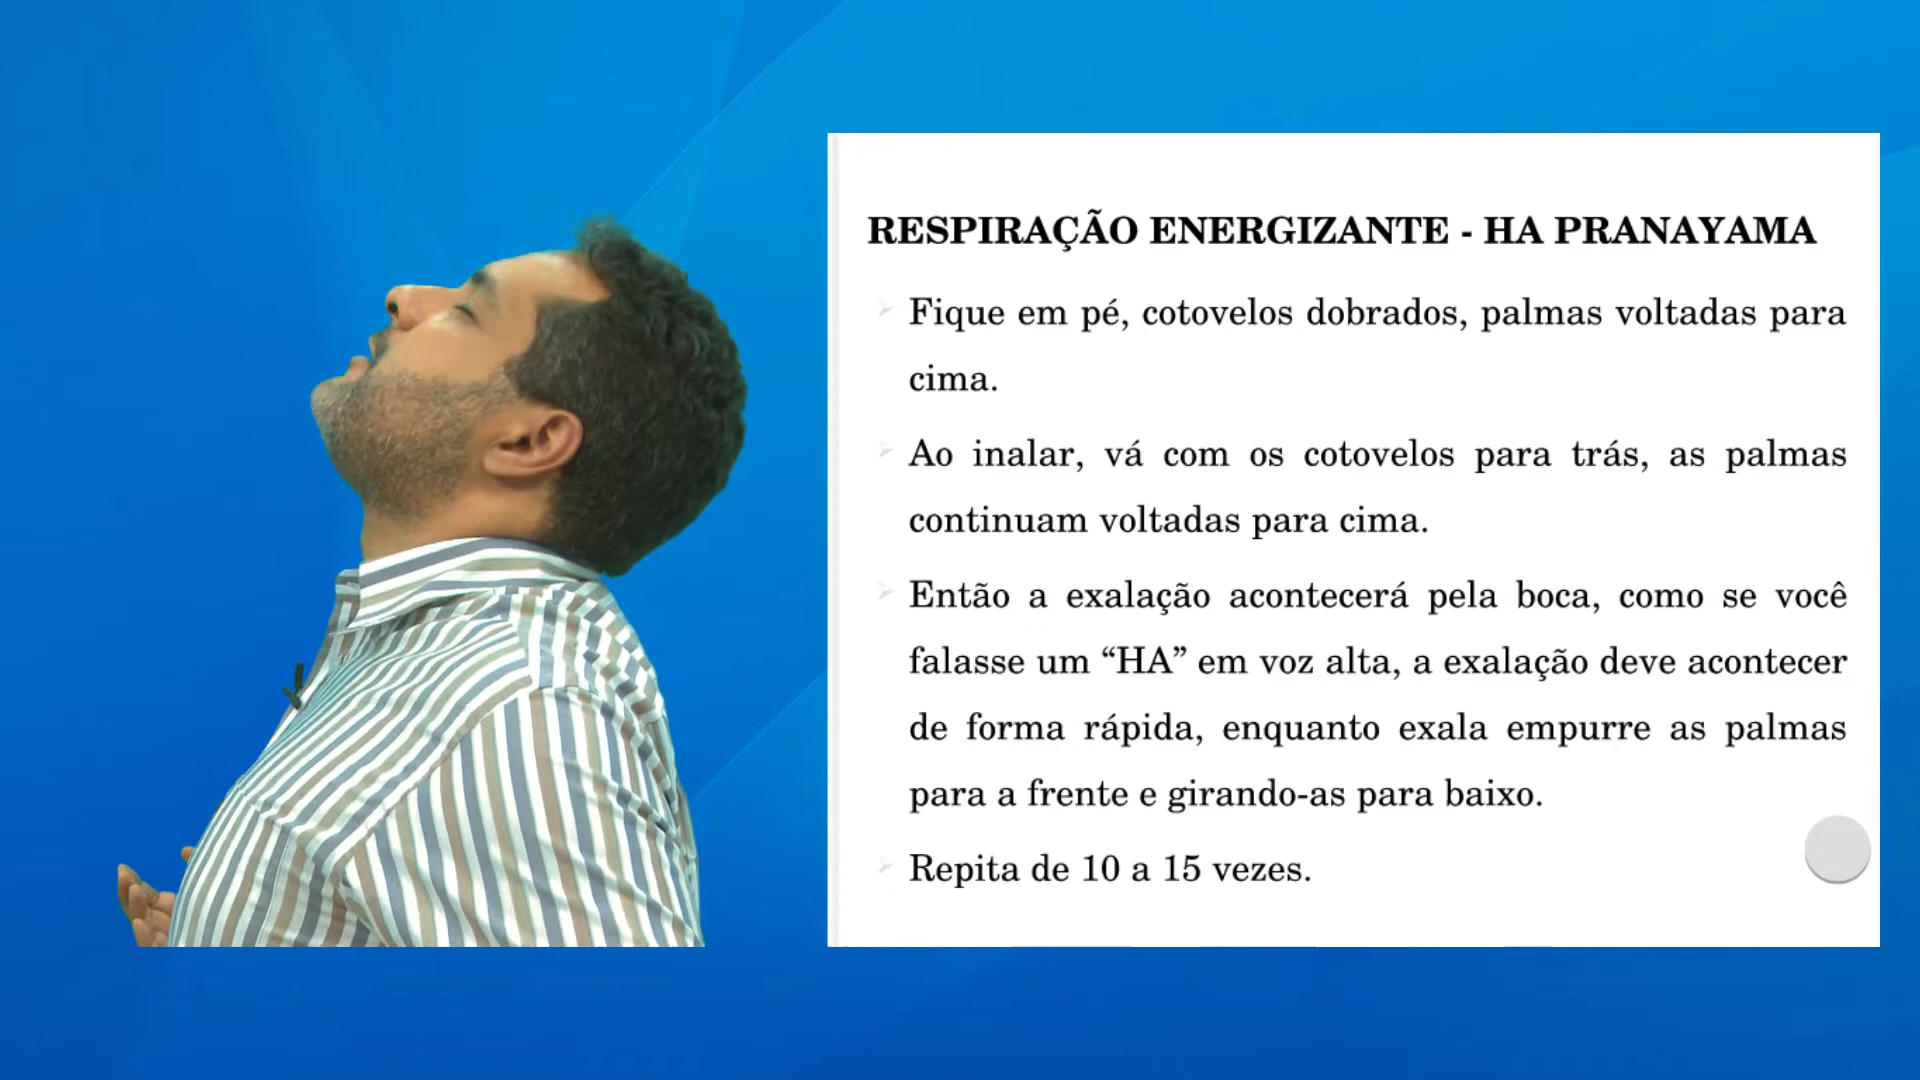 RESPIRAÇÃO ENERGIZANTE - HA PRANAYAMA
Fique em pé, cotovelos dobrados, palmas voltadas para
cima.
Ao inalar, vá com os cotovelos para trás, as palmas
continuam voltadas para cima.
Então a exalação acontecerá pela boca, como se você
falasse um “HA” em voz alta, a exalação deve acontecer
de forma rápida, enquanto exala empurre as palmas
para a frente e girando-as para baixo.
Repita de 10 a 15 vezes.